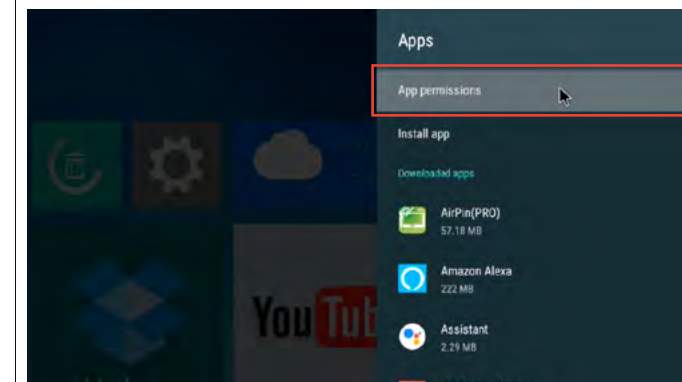 Apps
App permissions
Install app
Downloaded apps
AirPin(PRO)
57.18 MB
Amazon Alexa
222 MB
Assistant
2.29 MB
YouTub